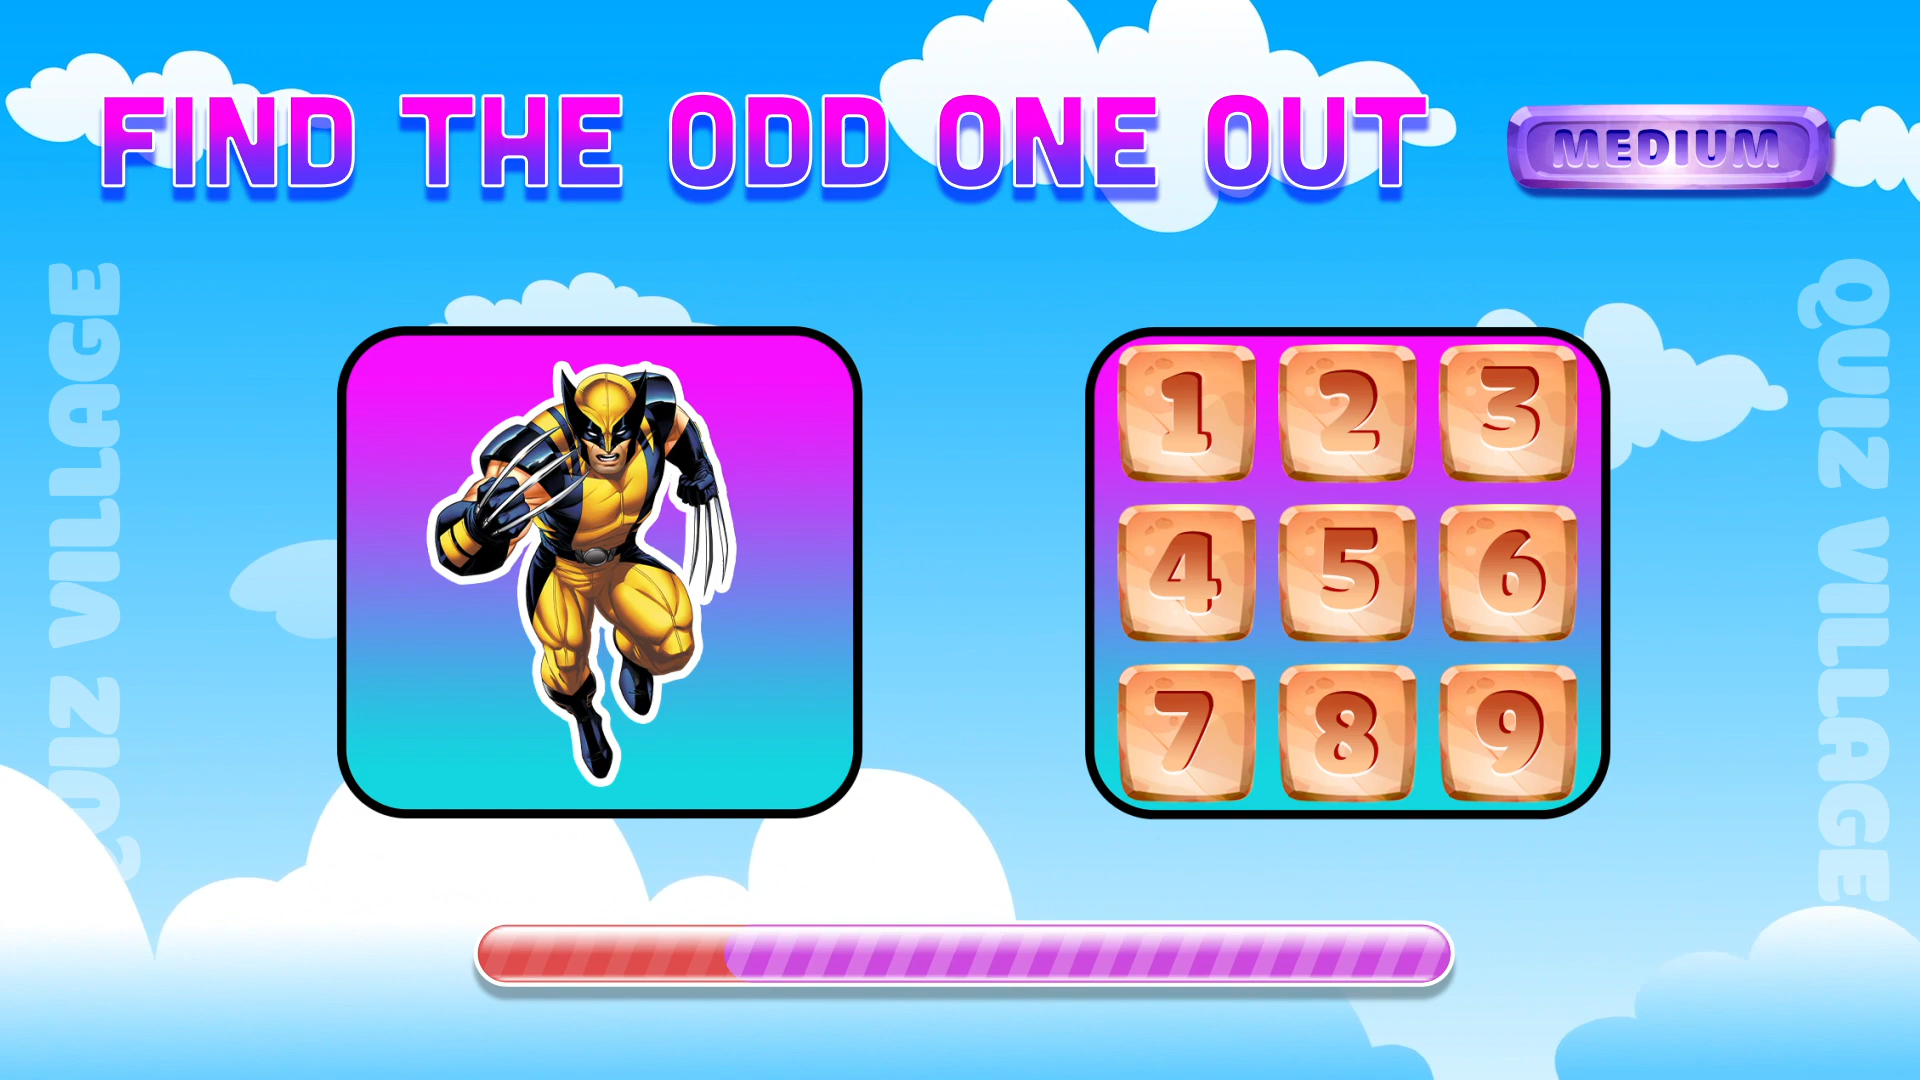 FIND THE ODD ONE OUT
MEDIUM
QUIZ VILLAGE
QUIZ VILLAGE
1 2 3
4 5 6
7 8 9